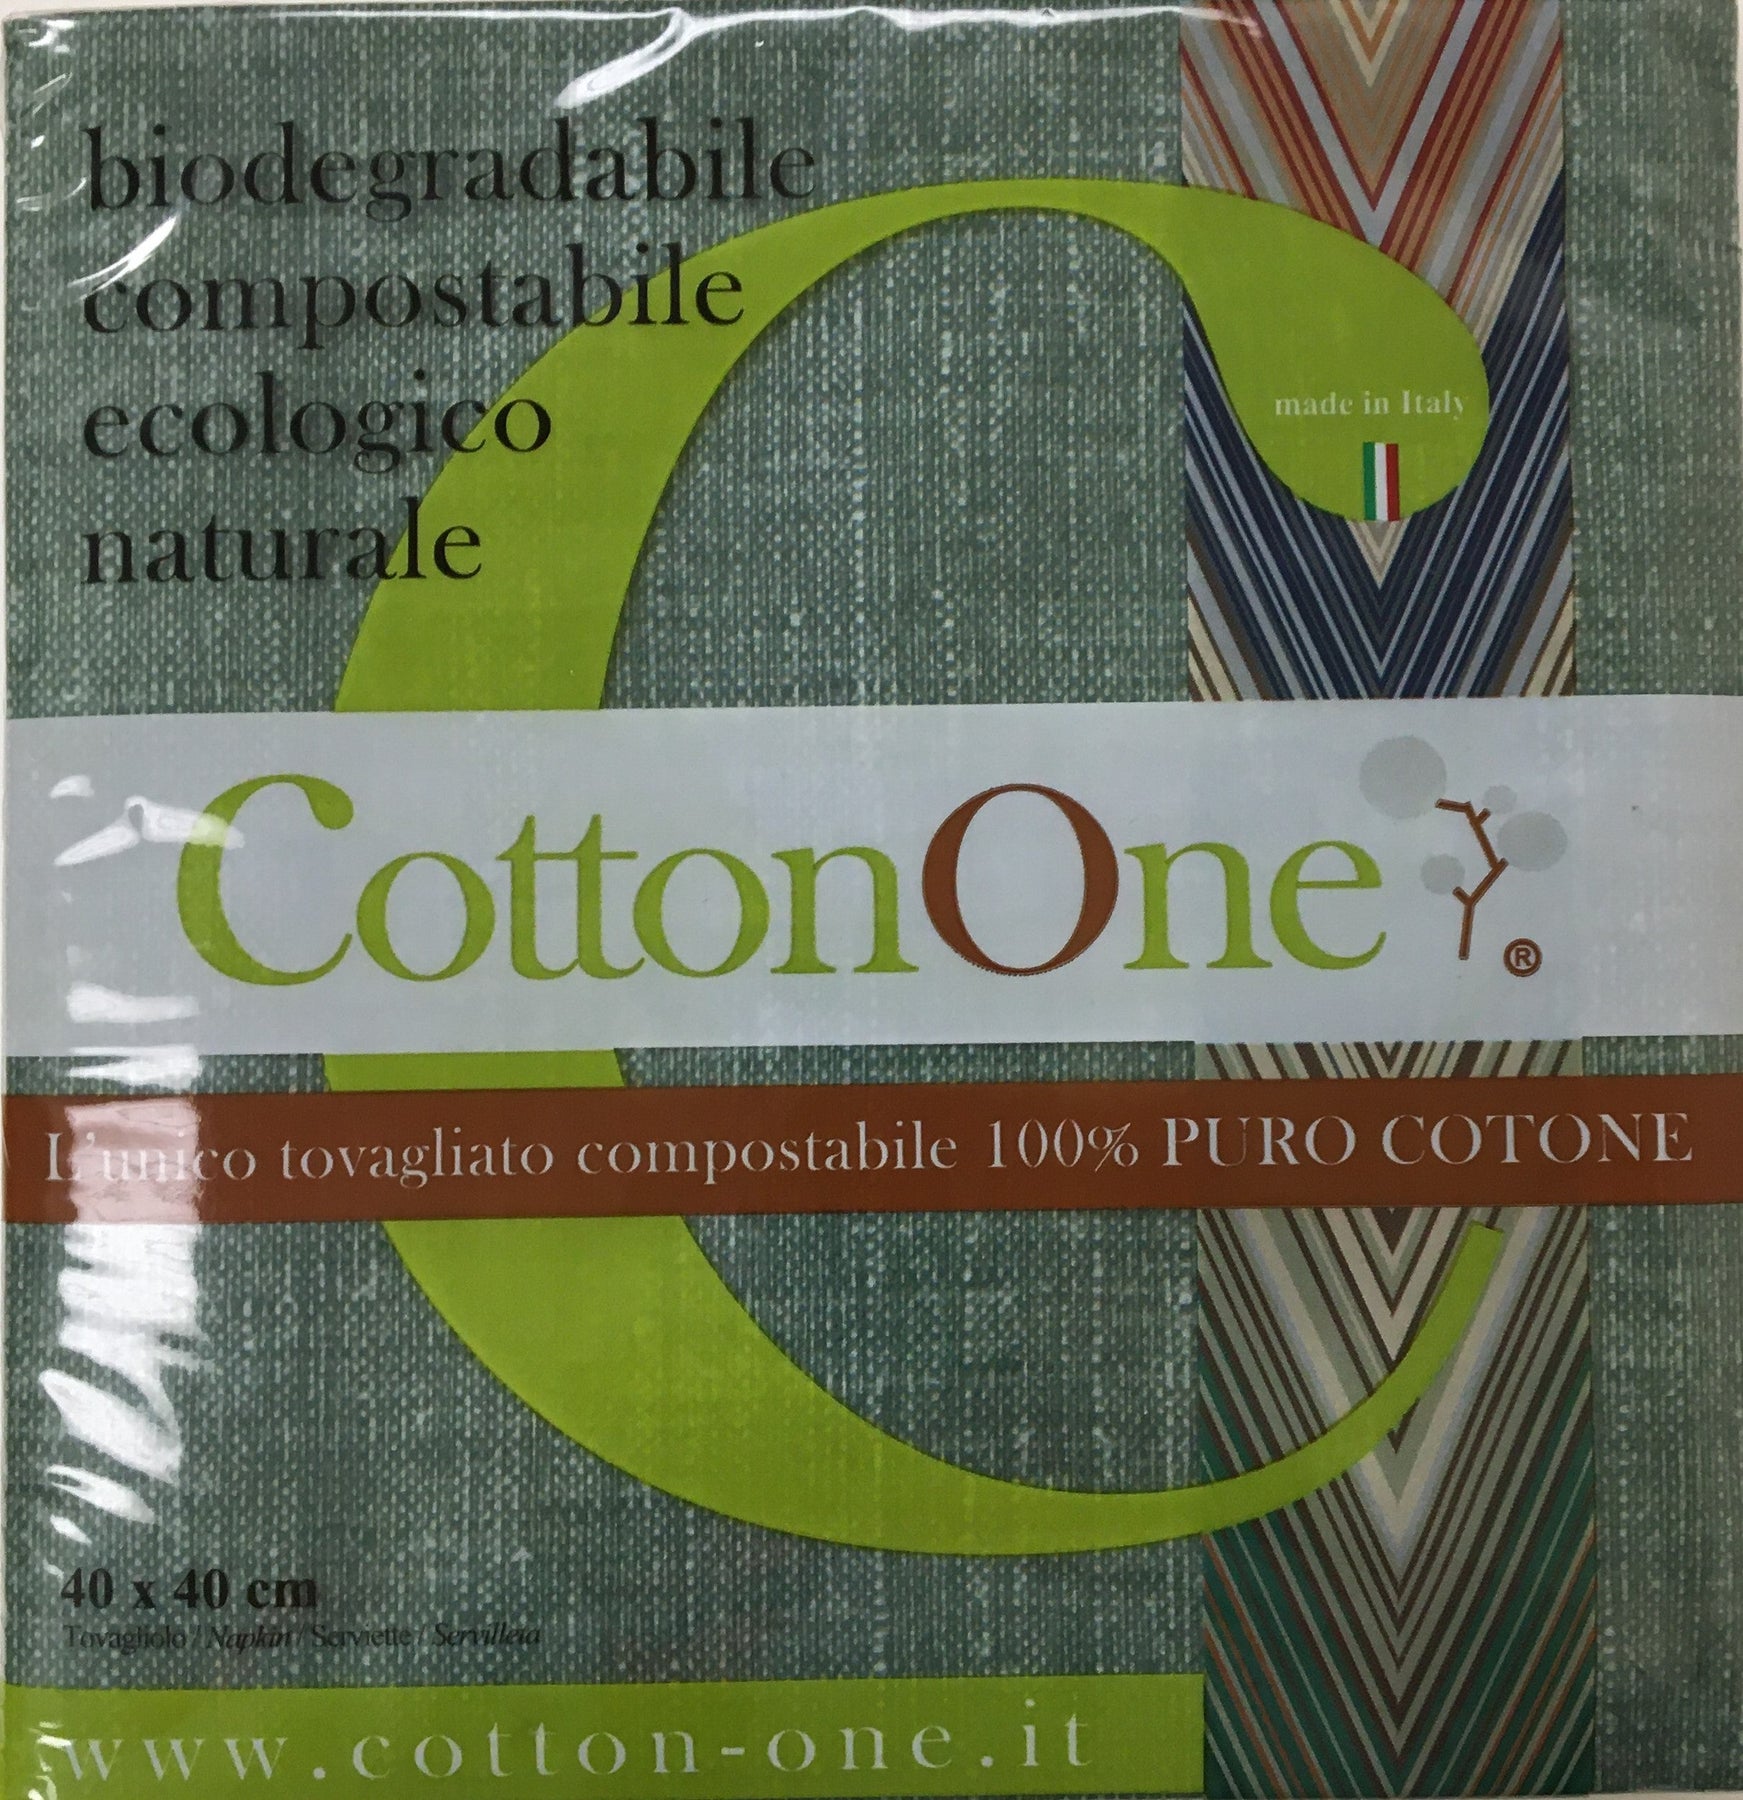 biodegradabile
compostabile
ecologico
naturale
made in Italy
CottonOne ®
L'unico tovagliato compostabile 100% PURO COTONE
40 x 40 cm
Tovagliolo / Napkin / Serviette / Servilleta
www.cotton-one.it